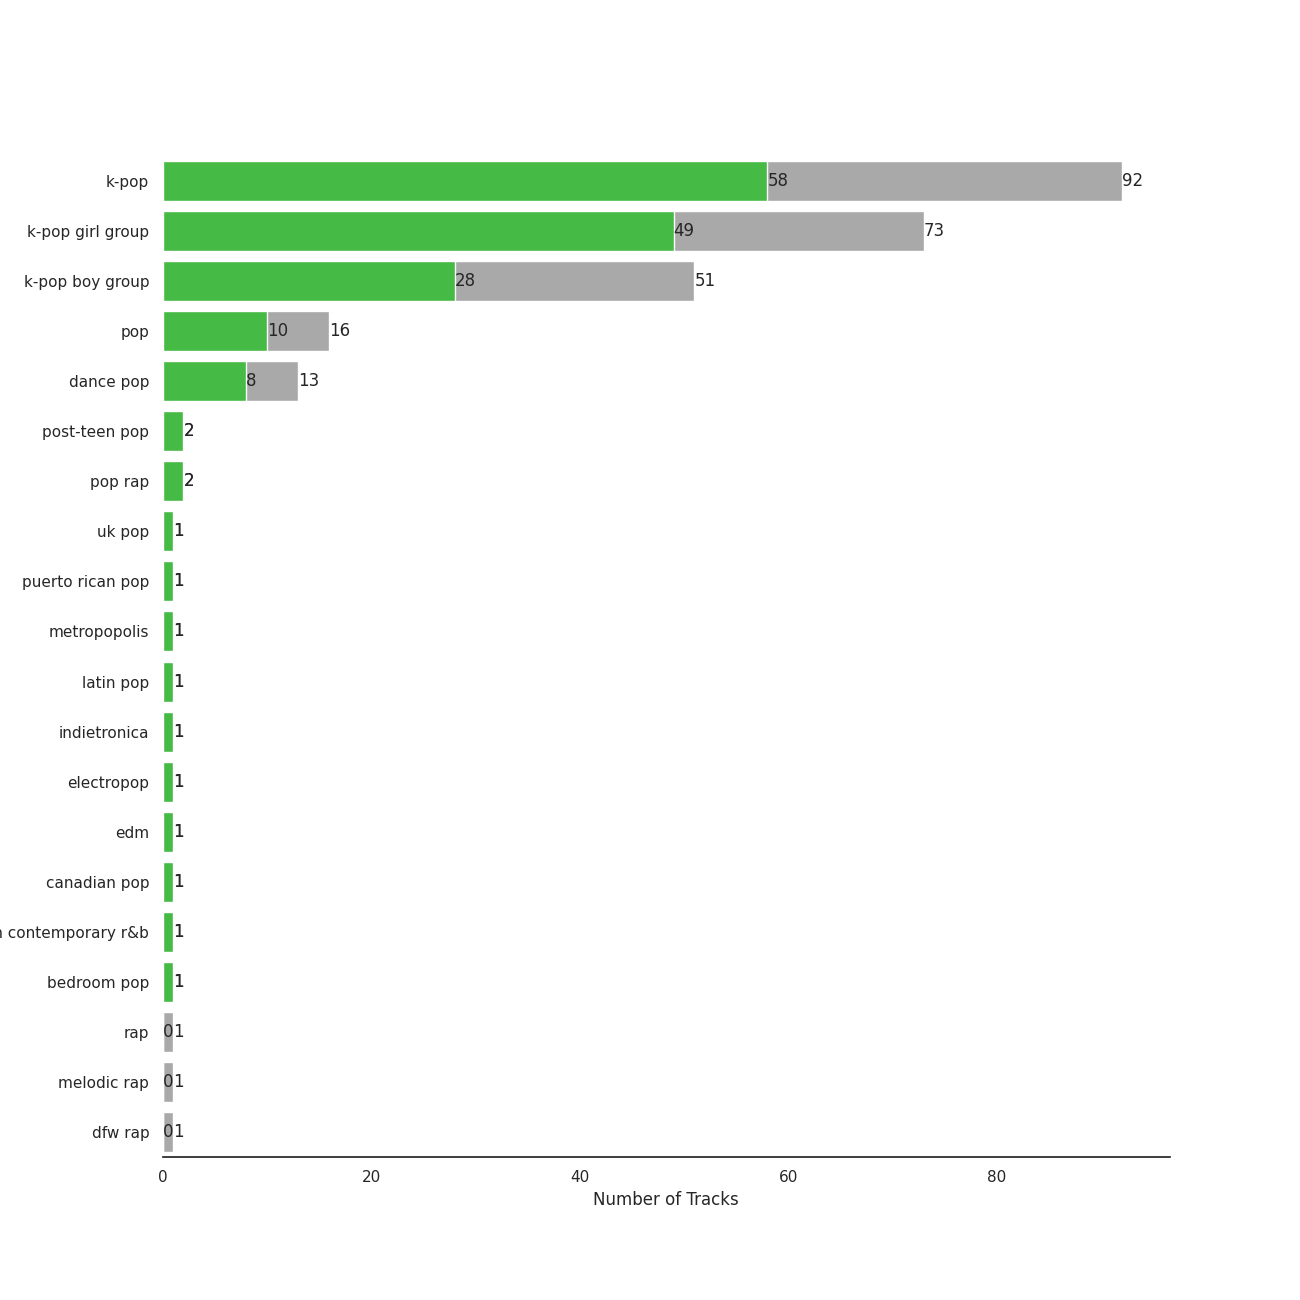 k-pop 58 92
k-pop girl group 49 73
k-pop boy group 28 51
pop 10 16
dance pop 8 13
post-teen pop 2
pop rap 2
uk pop 1
puerto rican pop 1
metropopolis 1
latin pop 1
indietronica 1
electropop 1
edm 1
canadian pop 1
contemporary r&b 1
bedroom pop 1
rap 0 1
melodic rap 0 1
dfw rap 0 1
0 20 40 60 80
Number of Tracks